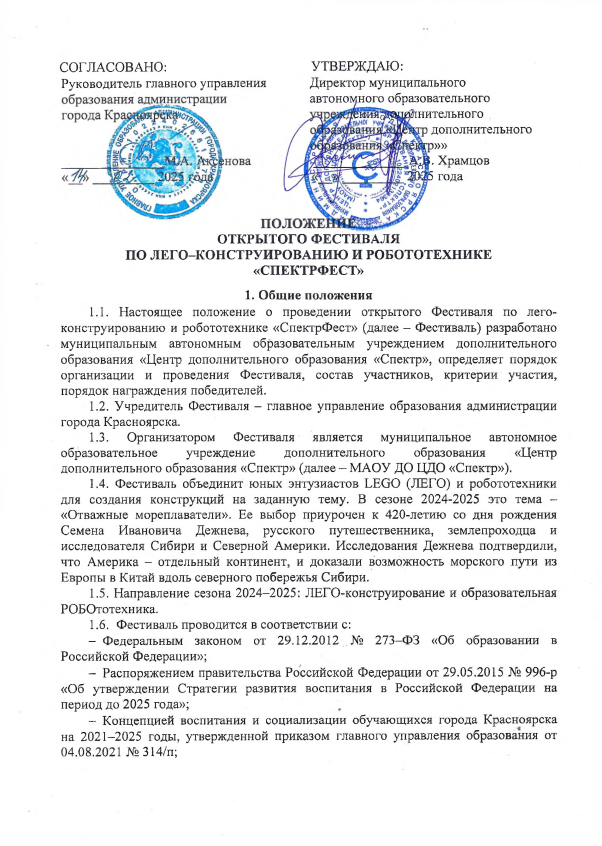 СОГЛАСОВАНО:
Руководитель главного управления
образования администрации
города Красноярска
М.А. Аксенова
«14» 2025 года
УТВЕРЖДАЮ:
Директор муниципального
автономного образовательного
учреждения дополнительного
образования «Центр дополнительного
образования «Спектр»»
А.В. Храмцов
2025 года
ПОЛОЖЕНИЕ
ОТКРЫТОГО ФЕСТИВАЛЯ
ПО ЛЕГО–КОНСТРУИРОВАНИЮ И РОБОТОТЕХНИКЕ
«СПЕКТРФЕСТ»
1. Общие положения
1.1. Настоящее положение о проведении открытого Фестиваля по лего-
конструированию и робототехнике «СпектрФест» (далее – Фестиваль) разработано
муниципальным автономным образовательным учреждением дополнительного
образования «Центр дополнительного образования «Спектр», определяет порядок
организации и проведения Фестиваля, состав участников, критерии участия,
порядок награждения победителей.
1.2. Учредитель Фестиваля – главное управление образования администрации
города Красноярска.
1.3. Организатором Фестиваля является муниципальное автономное
образовательное учреждение дополнительного образования «Центр
дополнительного образования «Спектр» (далее – МАОУ ДО ЦДО «Спектр»).
1.4. Фестиваль объединит юных энтузиастов LEGO (ЛЕГО) и робототехники
для создания конструкций на заданную тему. В сезоне 2024-2025 это тема –
«Отважные мореплаватели». Ее выбор приурочен к 420-летию со дня рождения
Семена Ивановича Дежнева, русского путешественника, землепроходца и
исследователя Сибири и Северной Америки. Исследования Дежнева подтвердили,
что Америка – отдельный континент, и доказали возможность морского пути из
Европы в Китай вдоль северного побережья Сибири.
1.5. Направление сезона 2024–2025: ЛЕГО-конструирование и образовательная
РОБОтотехника.
1.6. Фестиваль проводится в соответствии с:
– Федеральным законом от 29.12.2012 № 273–ФЗ «Об образовании в
Российской Федерации»;
– Распоряжением правительства Российской Федерации от 29.05.2015 № 996-р
«Об утверждении Стратегии развития воспитания в Российской Федерации на
период до 2025 года»;
– Концепцией воспитания и социализации обучающихся города Красноярска
на 2021–2025 годы, утвержденной приказом главного управления образования от
04.08.2021 № 314/п;